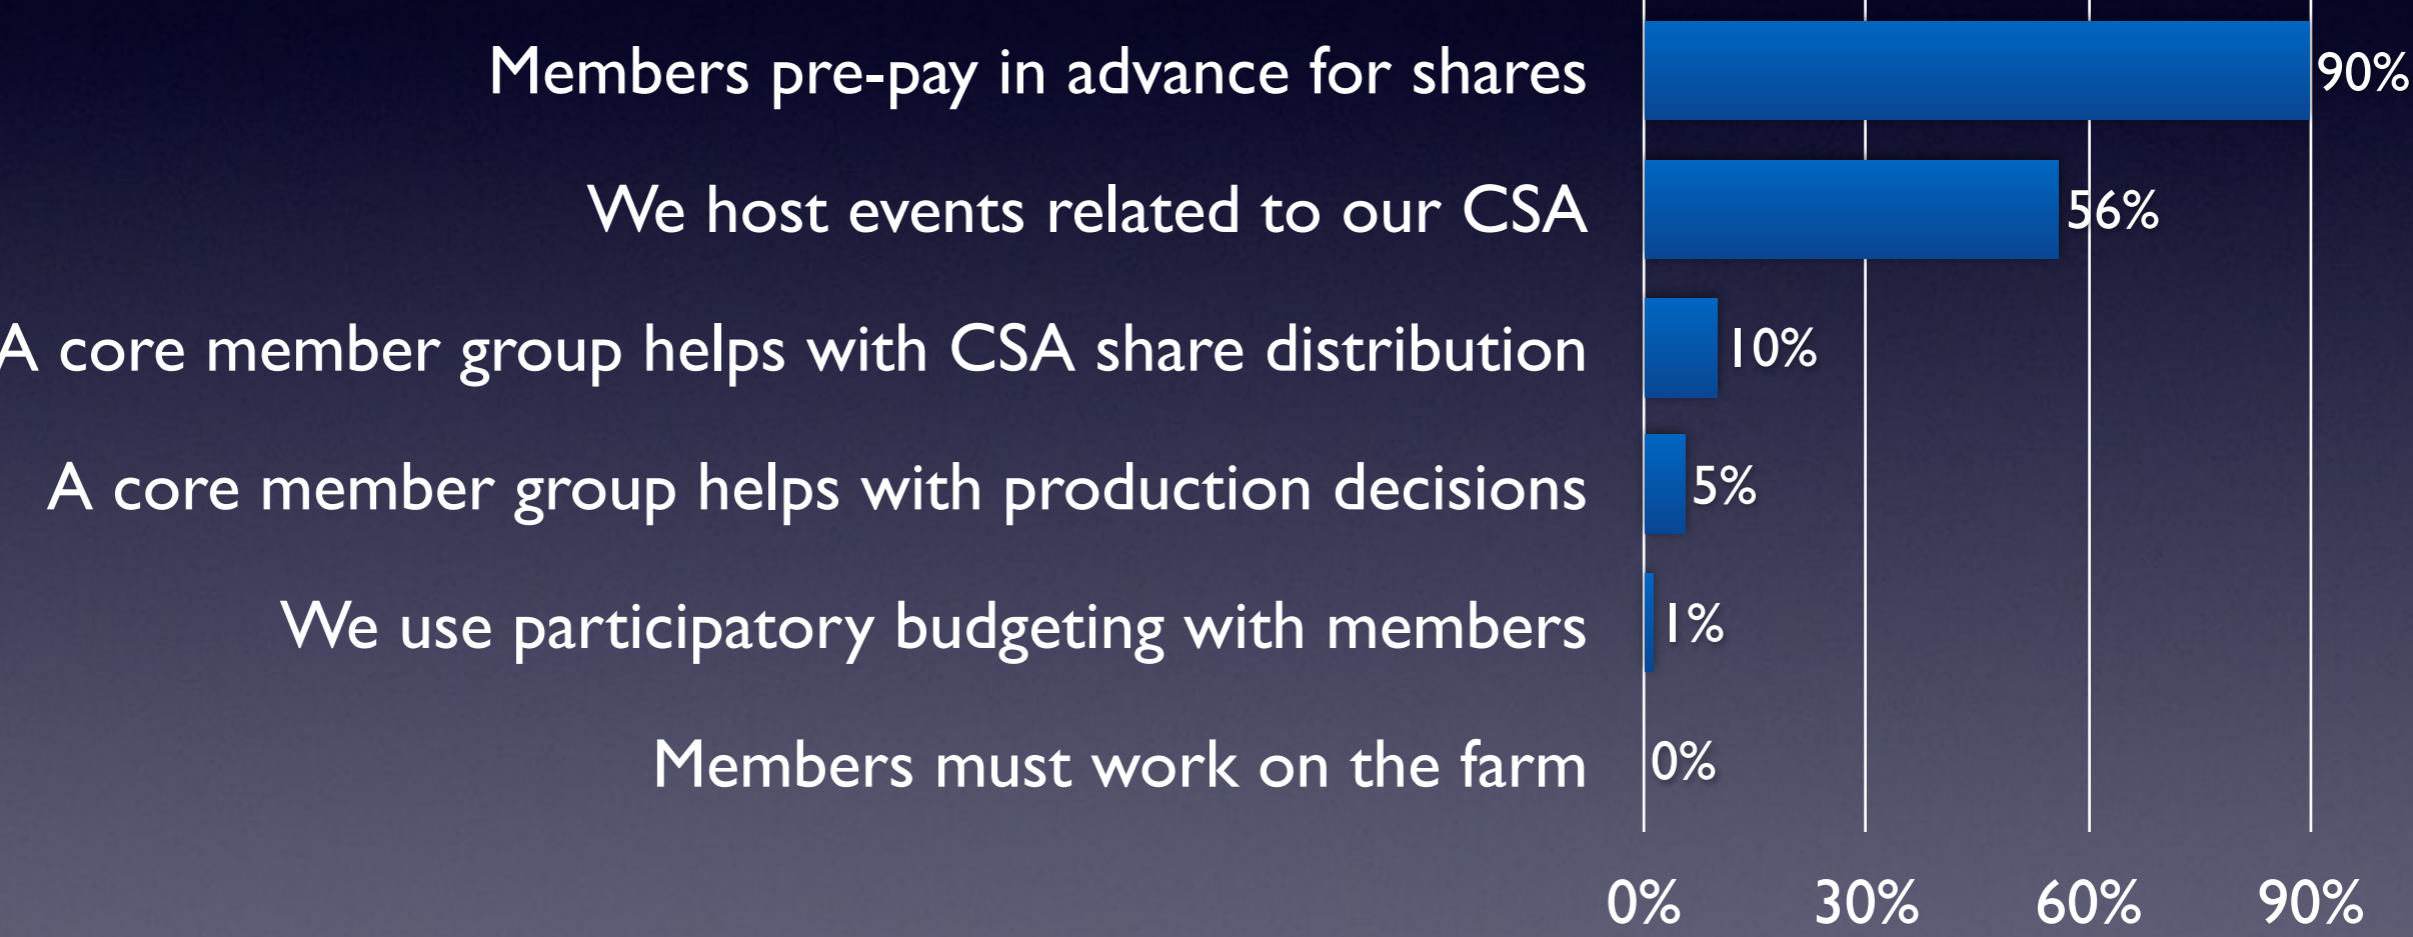 Members pre-pay in advance for shares 90%
We host events related to our CSA 56%
A core member group helps with CSA share distribution 10%
A core member group helps with production decisions 5%
We use participatory budgeting with members 1%
Members must work on the farm 0%
0% 30% 60% 90%